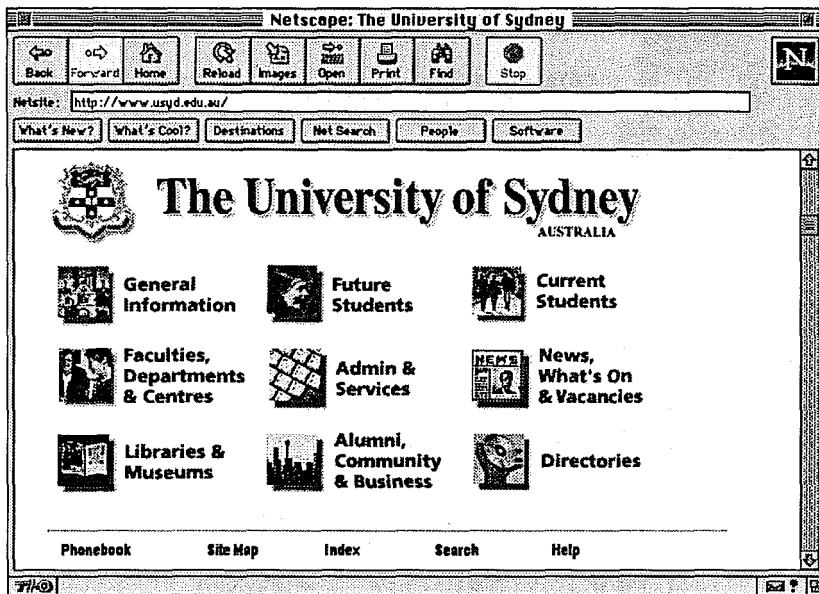 Netscape: The University of Sydney
Back Forward Home Reload Images Open Print Find Stop
N
Netsite: http://www.usyd.edu.au/
What's New? What's Cool? Destinations Net Search People Software
The University of Sydney
AUSTRALIA
General
Information
Future
Students
Current
Students
Faculties,
Departments
& Centres
Admin &
Services
NEWS
News,
What's On
& Vacancies
Libraries &
Museums
Alumni,
Community
& Business
Directories
Phonebook Site Map Index Search Help